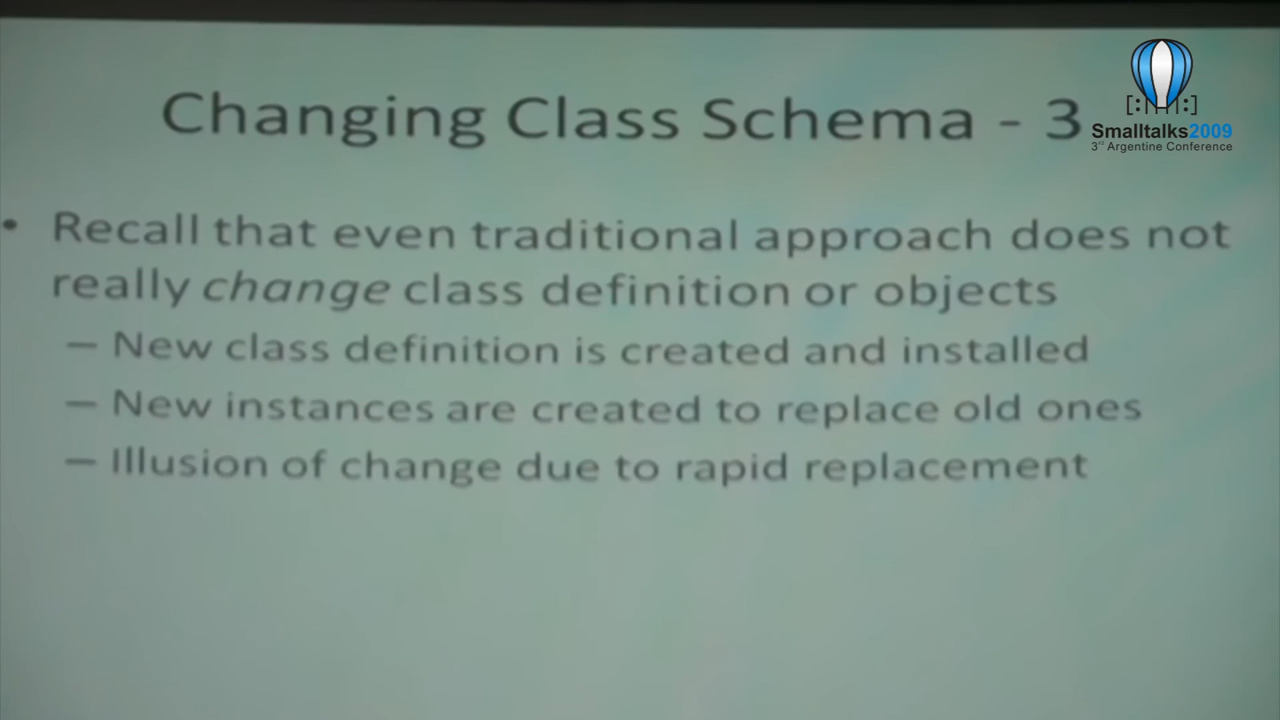 Changing Class Schema - 3
[:|||:]
Smalltalks2009
3rd Argentine Conference
• Recall that even traditional approach does not
really change class definition or objects
– New class definition is created and installed
– New instances are created to replace old ones
– Illusion of change due to rapid replacement